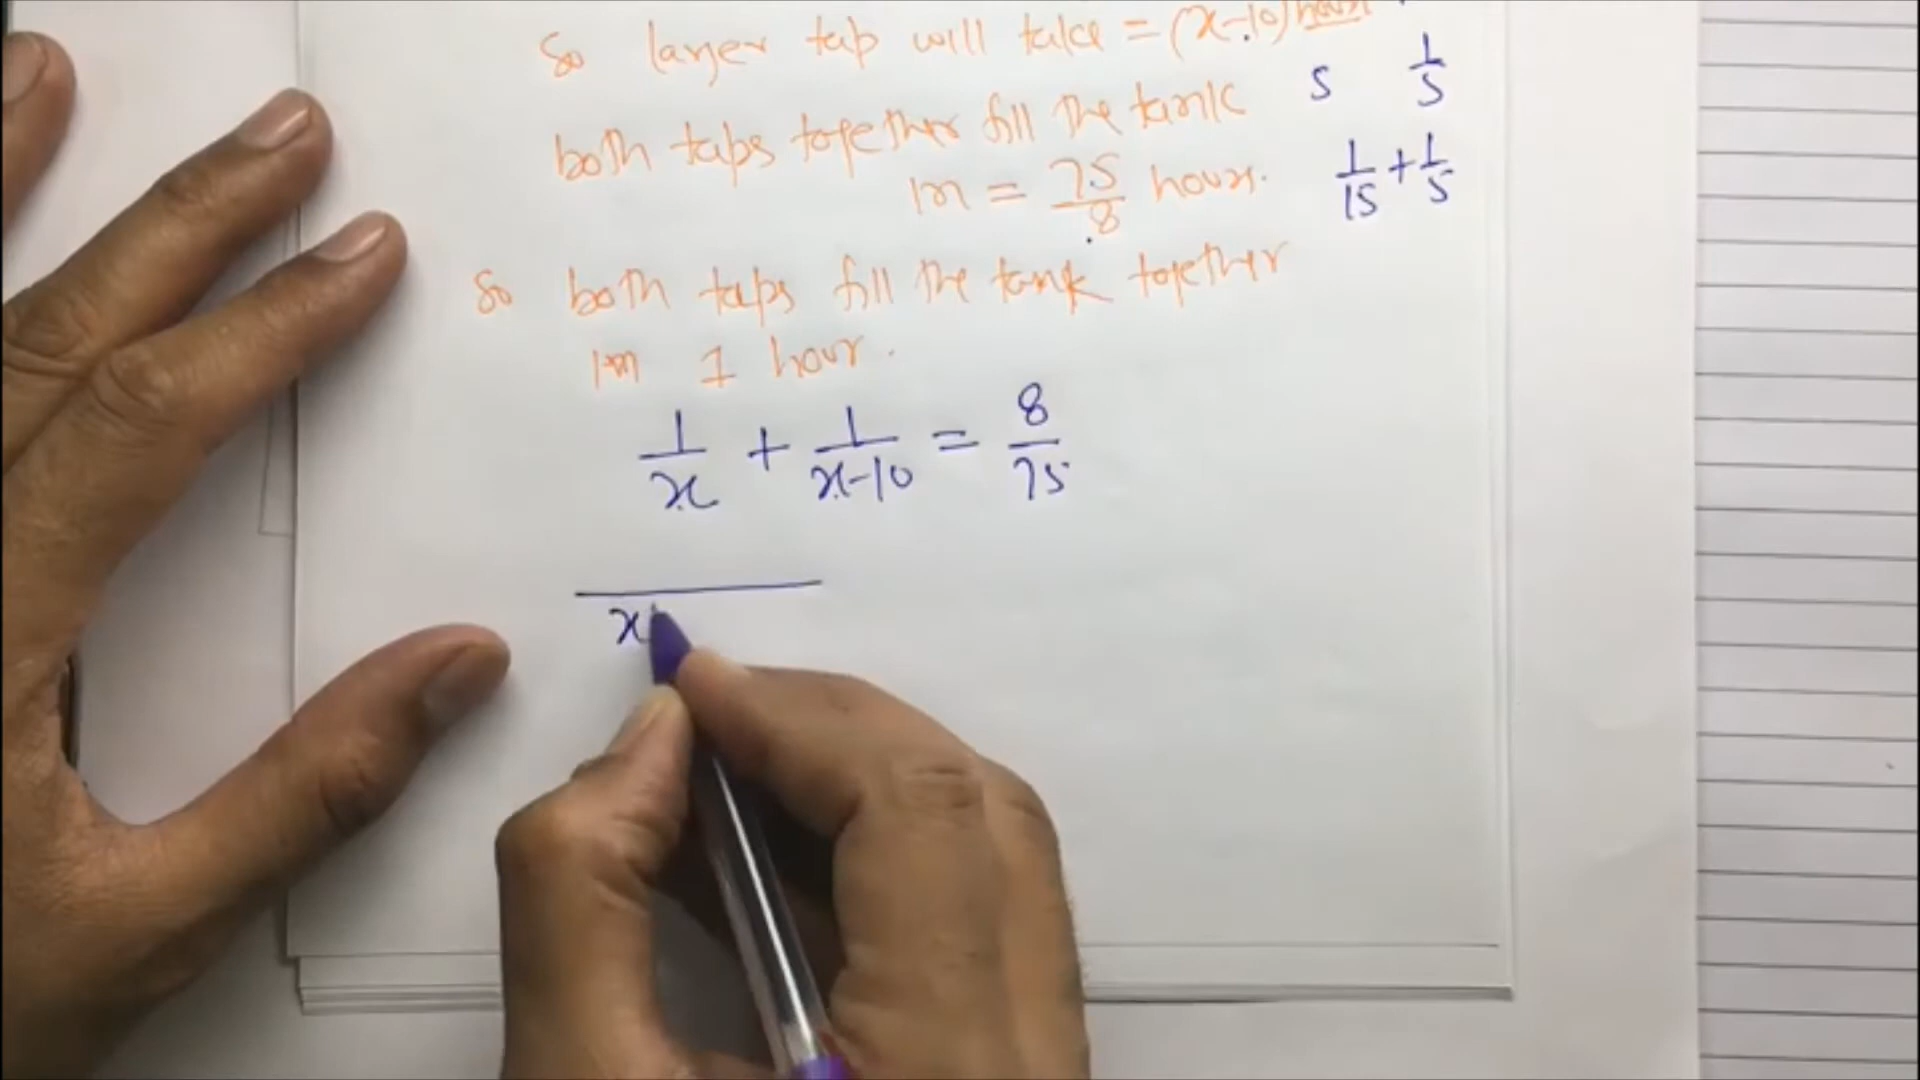 So larger tap will take = (x-10) hours
both taps together fill the tank
in = 75/8 hours.
5 1/5
1/15 + 1/5
So both taps fill the tank together
in 1 hour.
1/x + 1/x-10 = 8/75
x